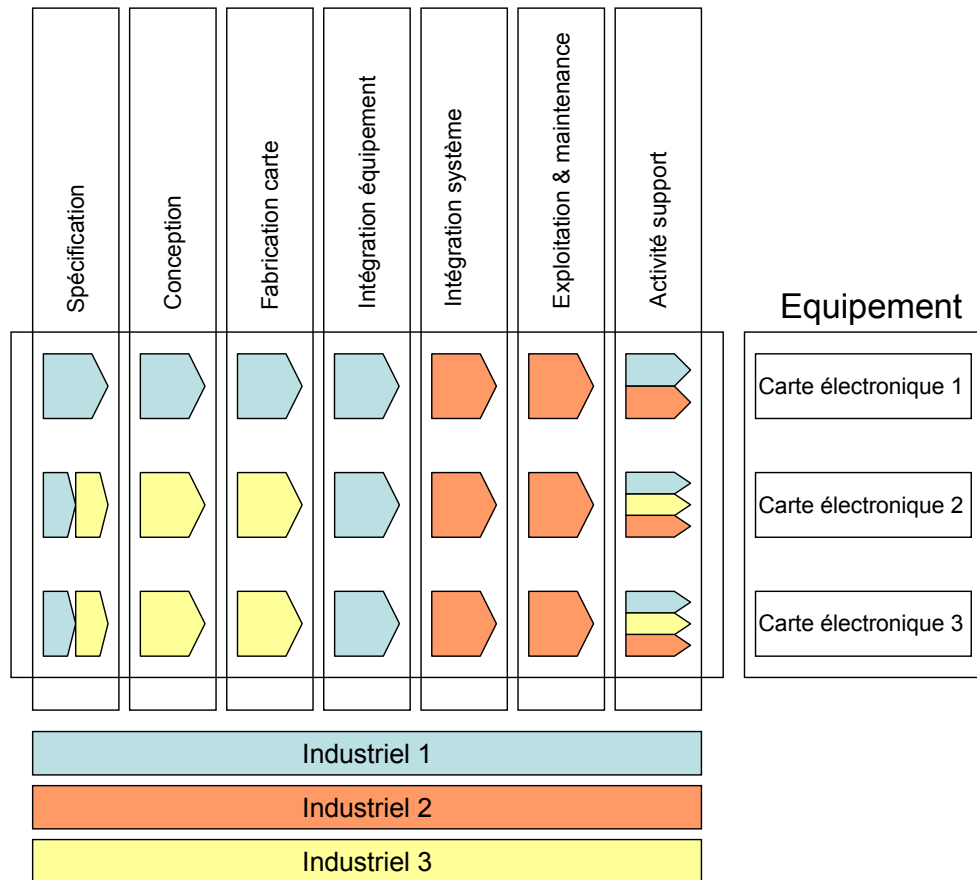 Spécification
Conception
Fabrication carte
Intégration équipement
Intégration système
Exploitation & maintenance
Activité support
Equipement
Carte électronique 1
Carte électronique 2
Carte électronique 3
Industriel 1
Industriel 2
Industriel 3